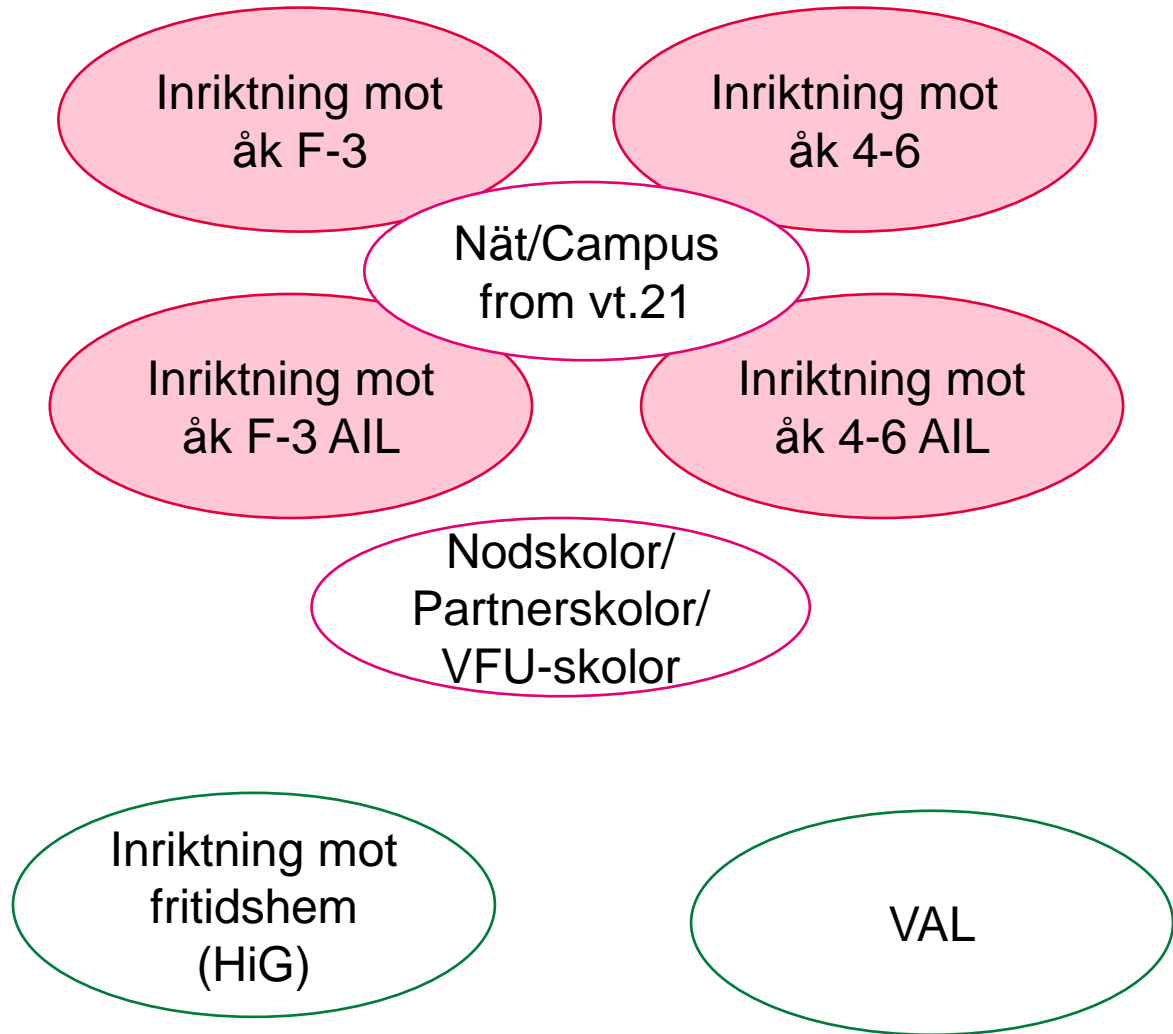 Inriktning mot
åk F-3
Inriktning mot
åk 4-6
Nät/Campus
from vt.21
Inriktning mot
åk F-3 AIL
Inriktning mot
åk 4-6 AIL
Nodskolor/
Partnerskolor/
VFU-skolor
Inriktning mot
fritidshem
(HiG)
VAL